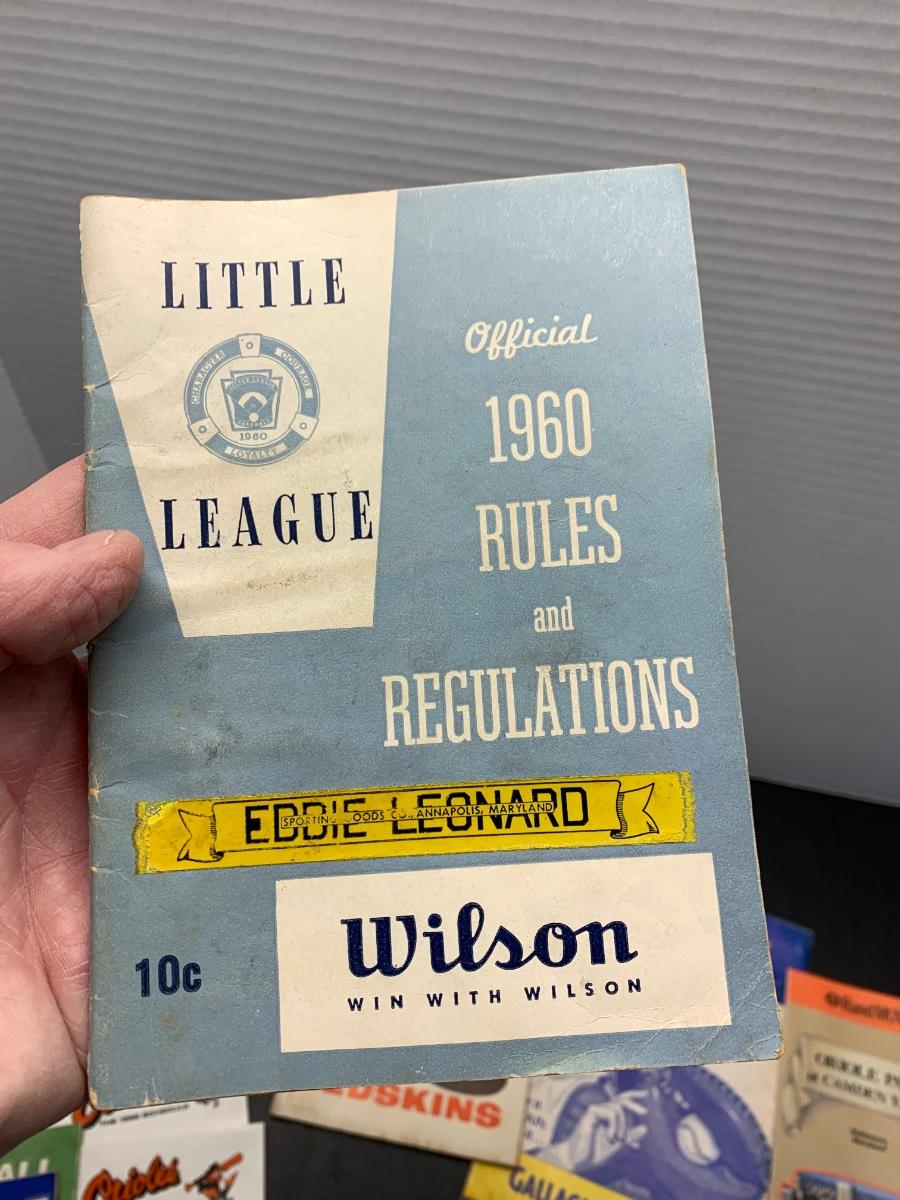 LITTLE
CHARACTER
COURAGE
1960
LOYALTY
LEAGUE
Official
1960
RULES
and
REGULATIONS
EDDIE LEONARD
SPORTING GOODS CO., ANNAPOLIS, MARYLAND
10c
Wilson
WIN WITH WILSON
Orioles